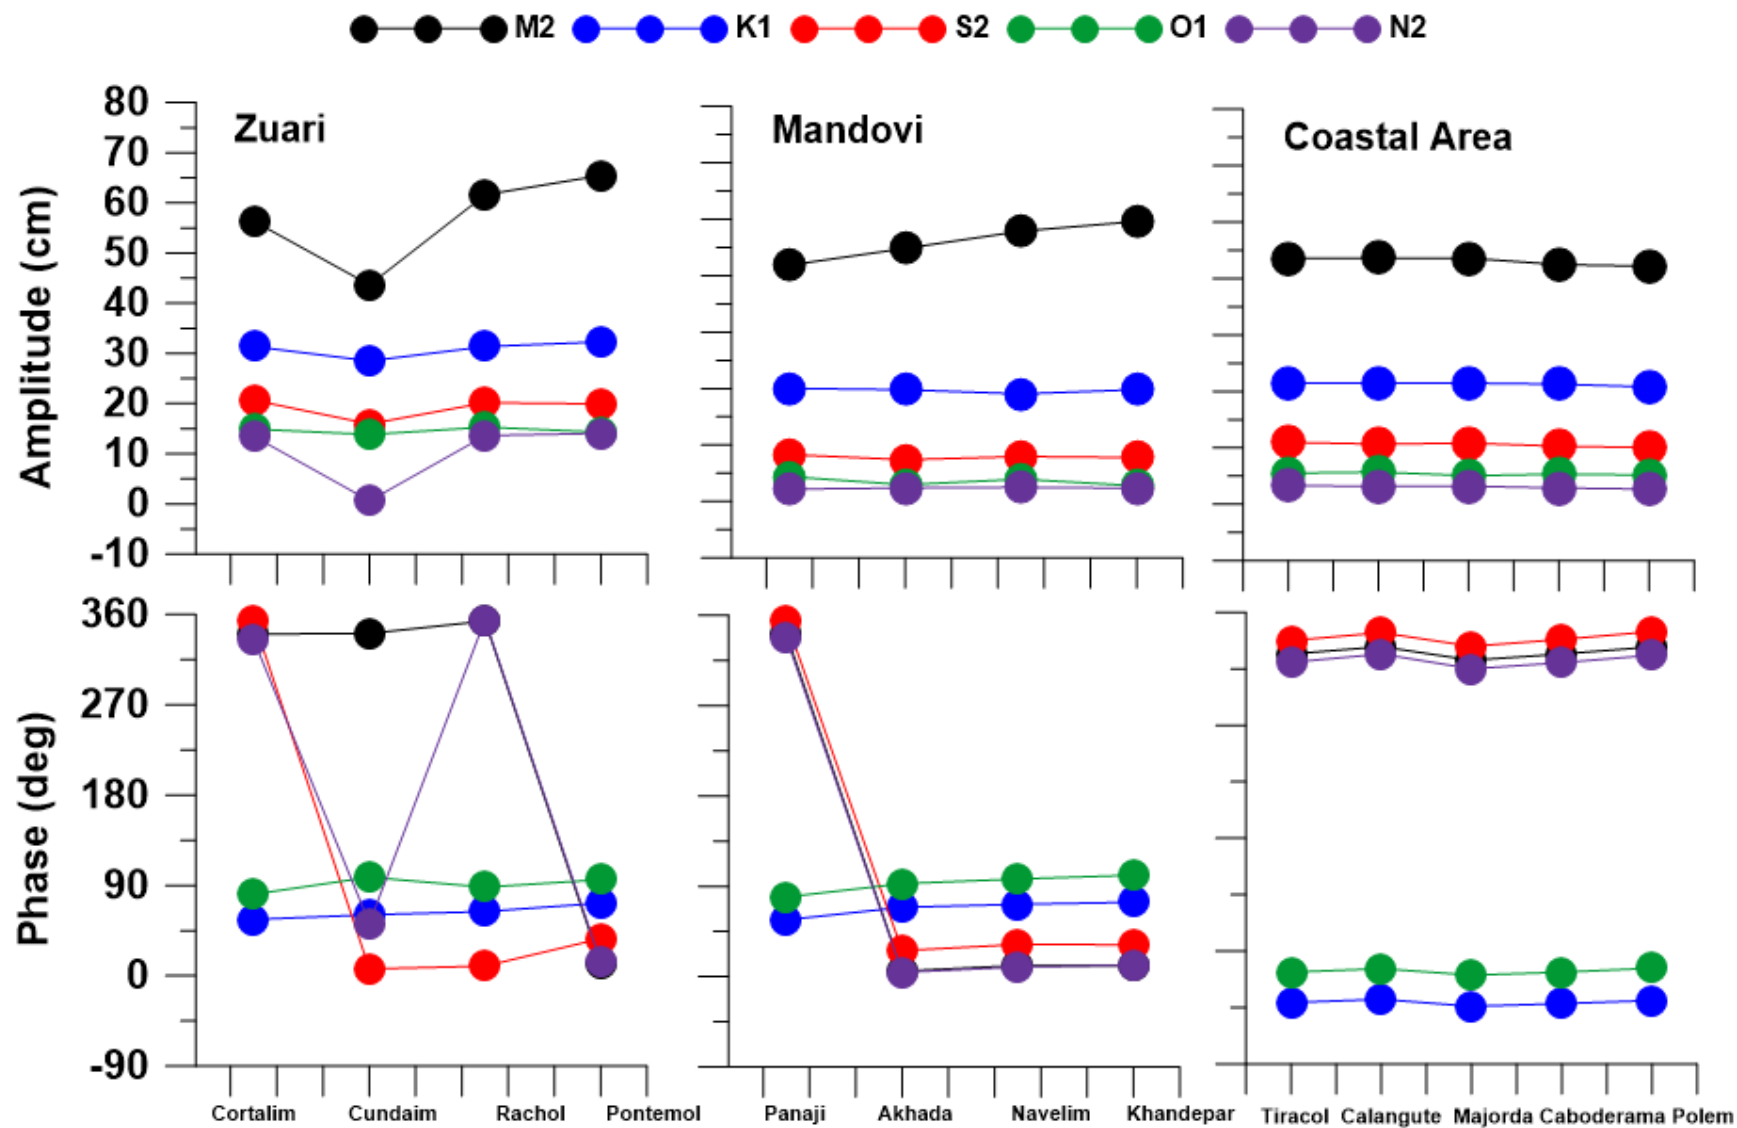 M2 K1 S2 O1 N2
Zuari
Mandovi
Coastal Area
Amplitude (cm)
80
70
60
50
40
30
20
10
0
-10
Phase (deg)
360
270
180
90
0
-90
Cortalim Cundaim Rachol Pontemol Panaji Akhada Navelim Khandepar Tiracol Calangute Majorda Caboderama Polem